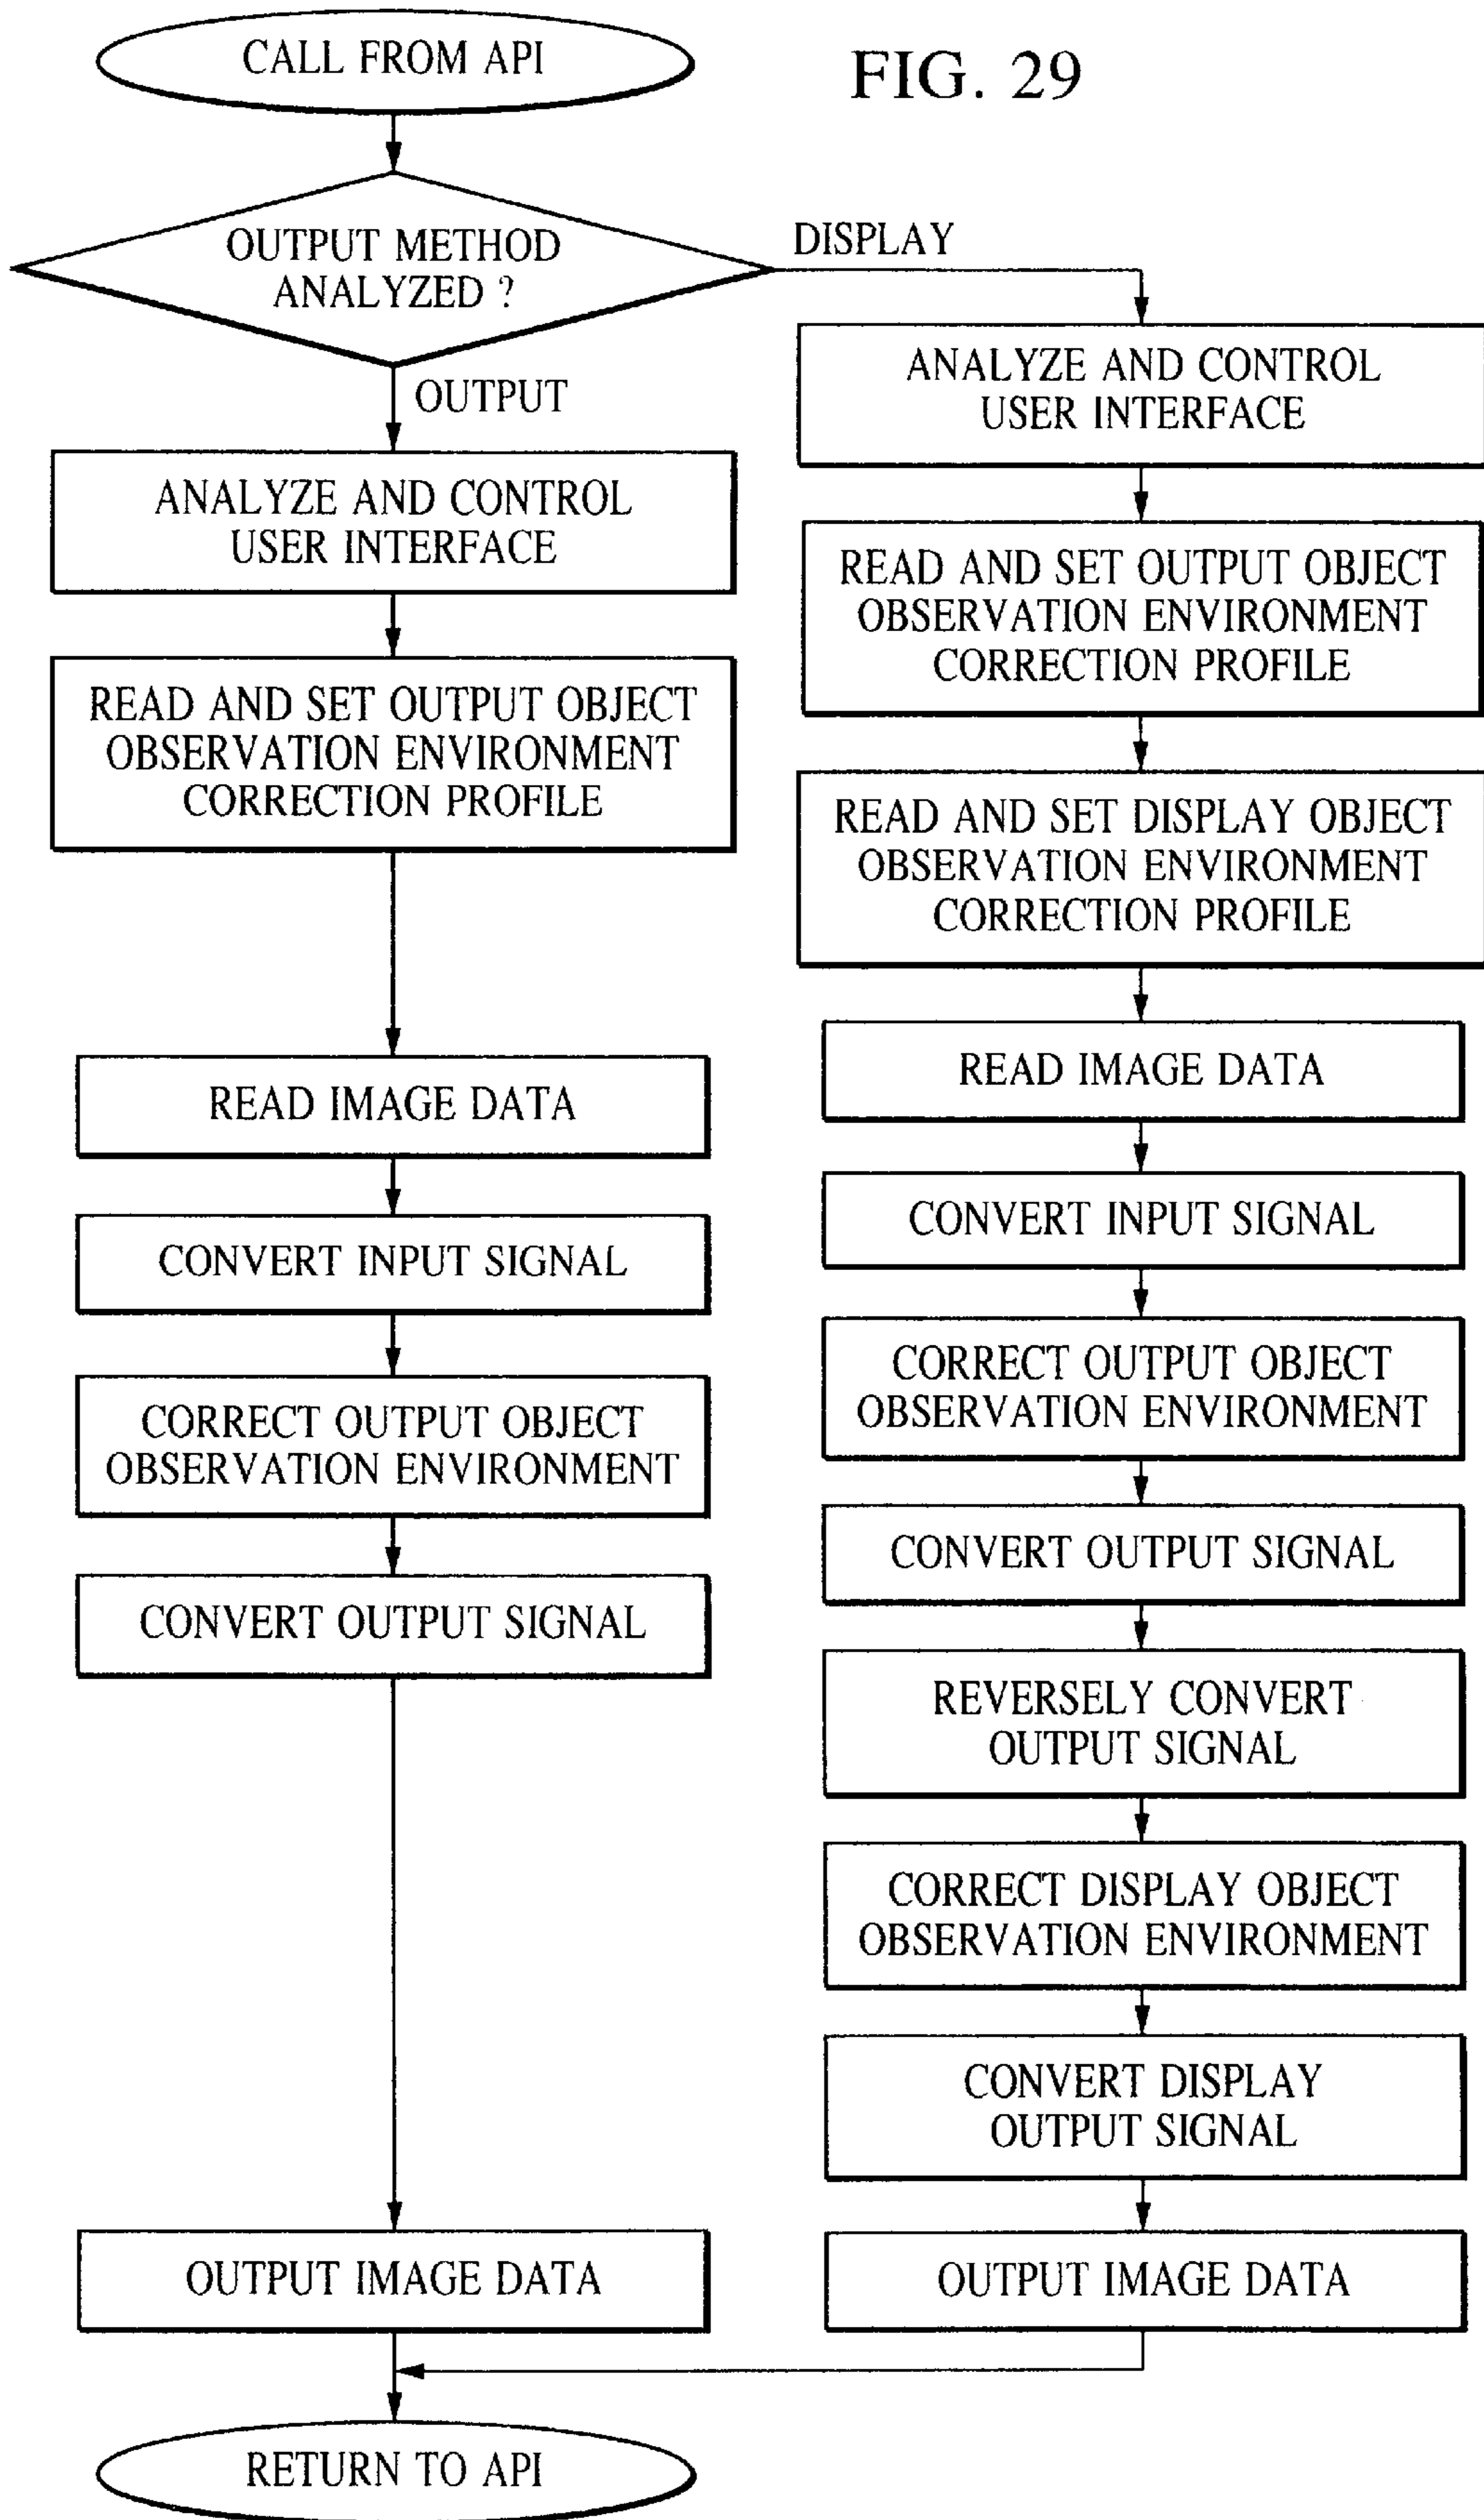 CALL FROM API
FIG. 29
OUTPUT METHOD
ANALYZED ?
DISPLAY
OUTPUT
ANALYZE AND CONTROL
USER INTERFACE
READ AND SET OUTPUT OBJECT
OBSERVATION ENVIRONMENT
CORRECTION PROFILE
READ IMAGE DATA
CONVERT INPUT SIGNAL
CORRECT OUTPUT OBJECT
OBSERVATION ENVIRONMENT
CONVERT OUTPUT SIGNAL
OUTPUT IMAGE DATA
ANALYZE AND CONTROL
USER INTERFACE
READ AND SET OUTPUT OBJECT
OBSERVATION ENVIRONMENT
CORRECTION PROFILE
READ AND SET DISPLAY OBJECT
OBSERVATION ENVIRONMENT
CORRECTION PROFILE
READ IMAGE DATA
CONVERT INPUT SIGNAL
CORRECT OUTPUT OBJECT
OBSERVATION ENVIRONMENT
CONVERT OUTPUT SIGNAL
REVERSELY CONVERT
OUTPUT SIGNAL
CORRECT DISPLAY OBJECT
OBSERVATION ENVIRONMENT
CONVERT DISPLAY
OUTPUT SIGNAL
OUTPUT IMAGE DATA
RETURN TO API